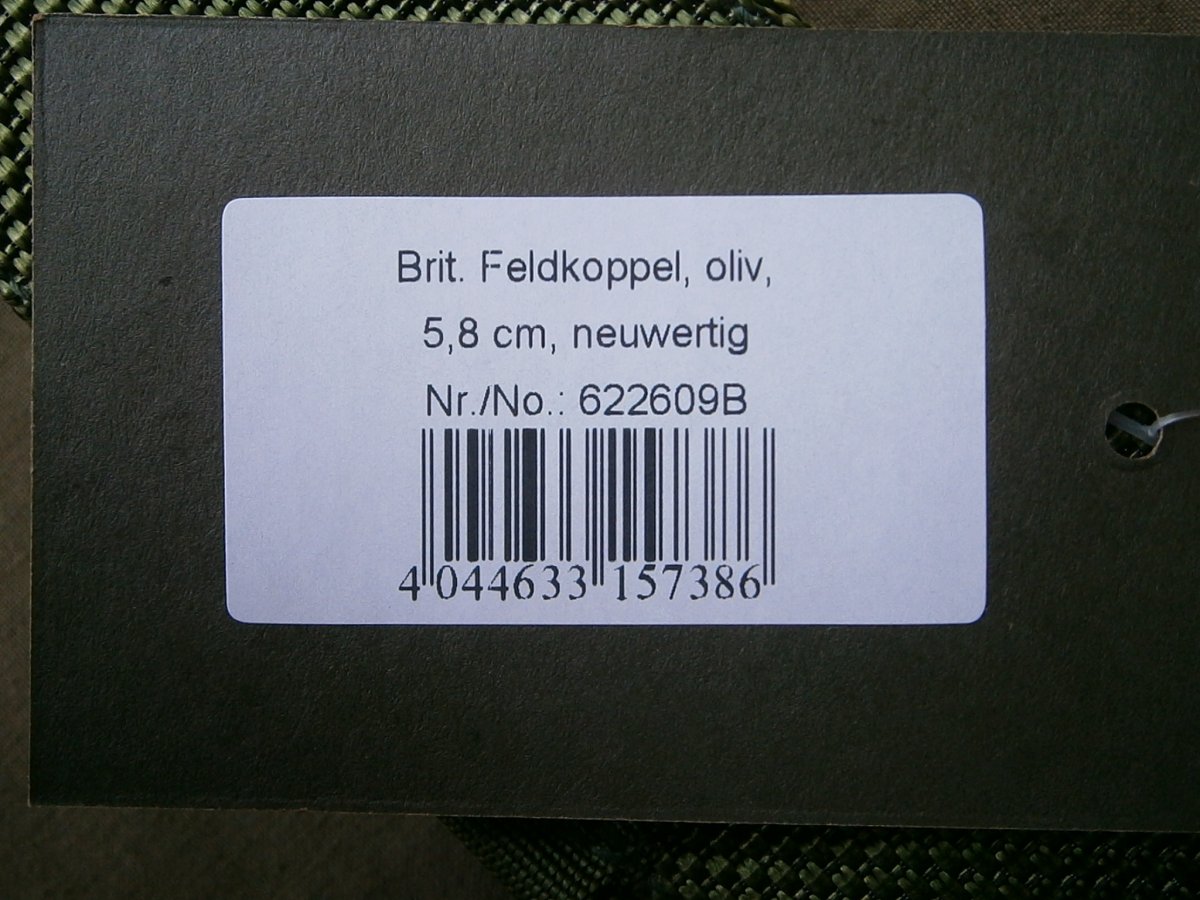 Brit. Feldkoppel, oliv,
5,8 cm, neuwertig
Nr./No.: 622609B
4 044633 157386